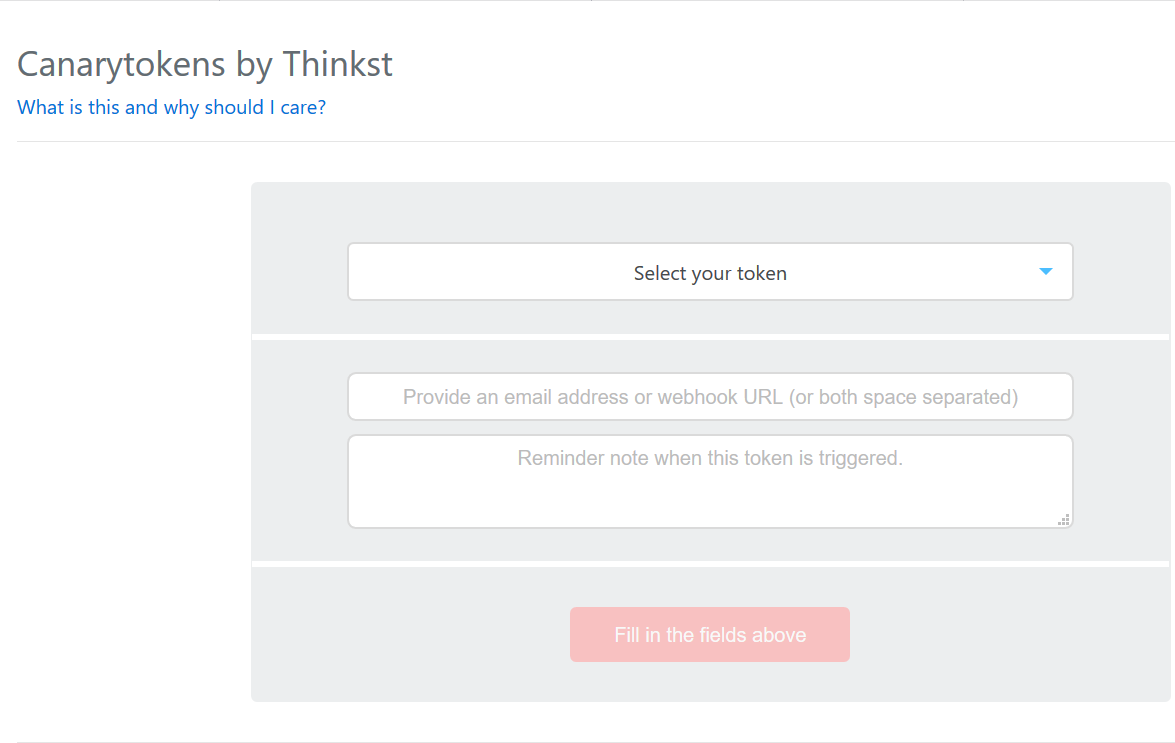 Canarytokens by Thinkst
What is this and why should I care?
Select your token
Provide an email address or webhook URL (or both space separated)
Reminder note when this token is triggered.
Fill in the fields above